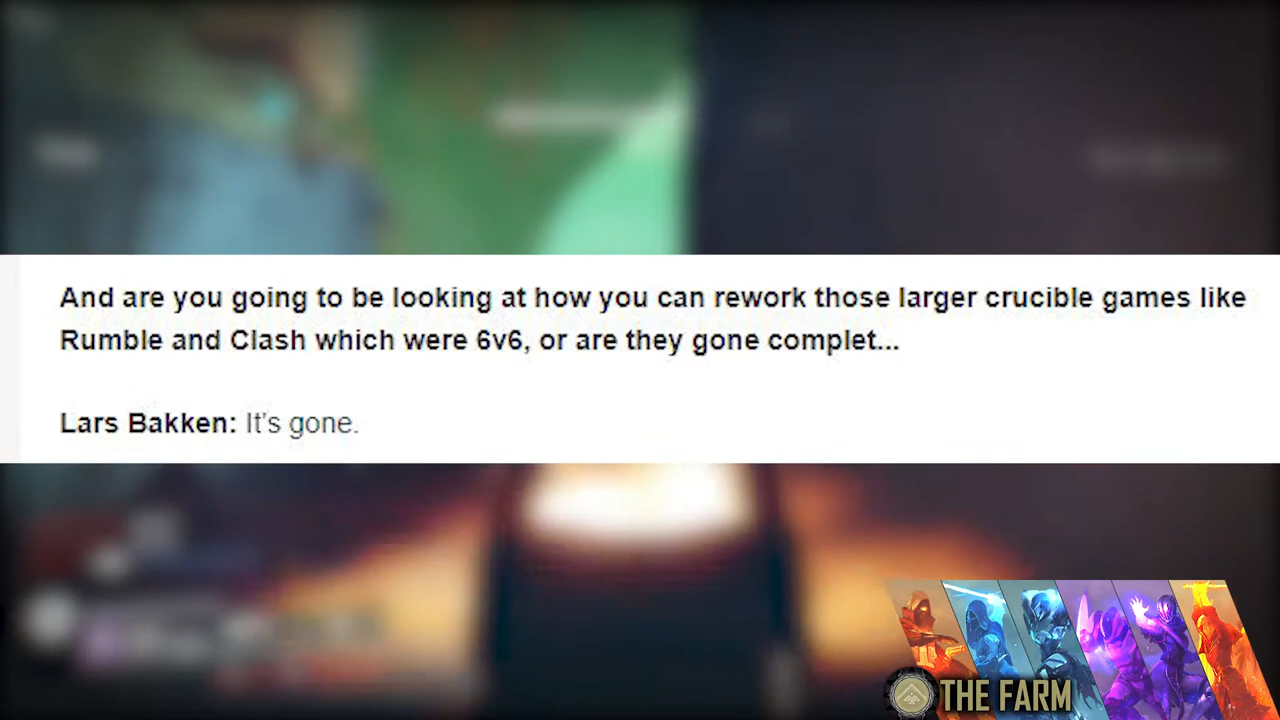 And are you going to be looking at how you can rework those larger crucible games like
Rumble and Clash which were 6v6, or are they gone complet...
Lars Bakken: It's gone.
THE FARM